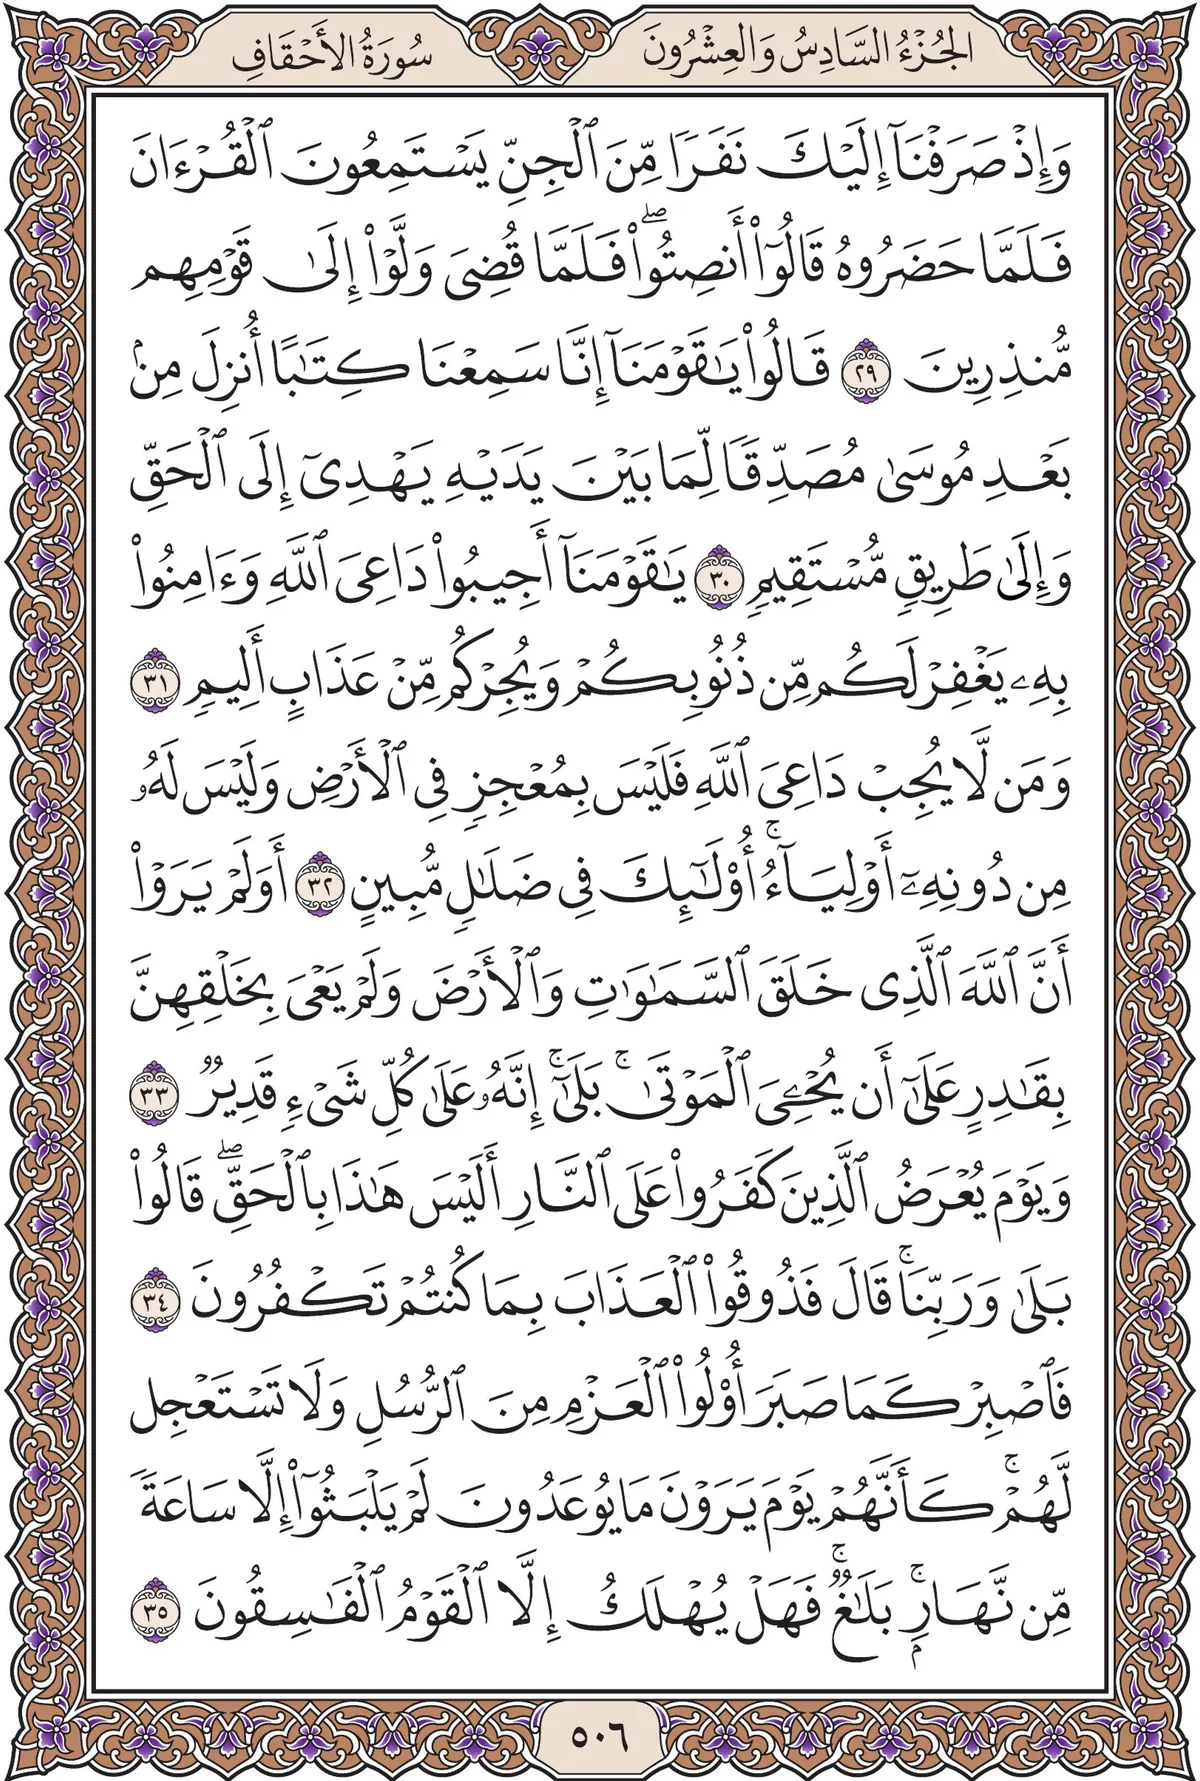 الجُزْءُ السَّادِسُ وَالعِشْرُونَ
سُورَةُ الأَحْقَافِ
وَإِذْ صَرَفْنَآ إِلَيْكَ نَفَرًا مِّنَ ٱلْجِنِّ يَسْتَمِعُونَ ٱلْقُرْءَانَ
فَلَمَّا حَضَرُوهُ قَالُوٓا۟ أَنصِتُوا۟ۖ فَلَمَّا قُضِىَ وَلَّوْا۟ إِلَىٰ قَوْمِهِم
مُّنذِرِينَ ٢٩ قَالُوا۟ يَٰقَوْمَنَآ إِنَّا سَمِعْنَا كِتَٰبًا أُنزِلَ مِنۢ
بَعْدِ مُوسَىٰ مُصَدِّقًا لِّمَا بَيْنَ يَدَيْهِ يَهْدِىٓ إِلَى ٱلْحَقِّ
وَإِلَىٰ طَرِيقٍ مُّسْتَقِيمٍ ٣٠ يَٰقَوْمَنَآ أَجِيبُوا۟ دَاعِىَ ٱللَّهِ وَءَامِنُوا۟
بِهِۦ يَغْفِرْ لَكُم مِّن ذُنُوبِكُمْ وَيُجِرْكُم مِّنْ عَذَابٍ أَلِيمٍ ٣١
وَمَن لَّا يُجِبْ دَاعِىَ ٱللَّهِ فَلَيْسَ بِمُعْجِزٍ فِى ٱلْأَرْضِ وَلَيْسَ لَهُۥ
مِن دُونِهِۦٓ أَوْلِيَآءُۚ أُو۟لَٰٓئِكَ فِى ضَلَٰلٍ مُّبِينٍ ٣٢ أَوَلَمْ يَرَوْا۟
أَنَّ ٱللَّهَ ٱلَّذِى خَلَقَ ٱلسَّمَٰوَٰتِ وَٱلْأَرْضَ وَلَمْ يَعْىَ بِخَلْقِهِنَّ
بِقَٰدِرٍ عَلَىٰٓ أَن يُحْـِۧىَ ٱلْمَوْتَىٰۚ بَلَىٰٓۚ إِنَّهُۥ عَلَىٰ كُلِّ شَىْءٍ قَدِيرٌ ٣٣
وَيَوْمَ يُعْرَضُ ٱلَّذِينَ كَفَرُوا۟ عَلَى ٱلنَّارِ أَلَيْسَ هَٰذَا بِٱلْحَقِّۖ قَالُوا۟
بَلَىٰ وَرَبِّنَاۚ قَالَ فَذُوقُوا۟ ٱلْعَذَابَ بِمَا كُنتُمْ تَكْفُرُونَ ٣٤
فَٱصْبِرْ كَمَا صَبَرَ أُو۟لُوا۟ ٱلْعَزْمِ مِنَ ٱلرُّسُلِ وَلَا تَسْتَعْجِل
لَّهُمْۚ كَأَنَّهُمْ يَوْمَ يَرَوْنَ مَا يُوعَدُونَ لَمْ يَلْبَثُوٓا۟ إِلَّا سَاعَةً
مِّن نَّهَارٍۭۚ بَلَٰغٌۚ فَهَلْ يُهْلَكُ إِلَّا ٱلْقَوْمُ ٱلْفَٰسِقُونَ ٣٥
٥٠٦